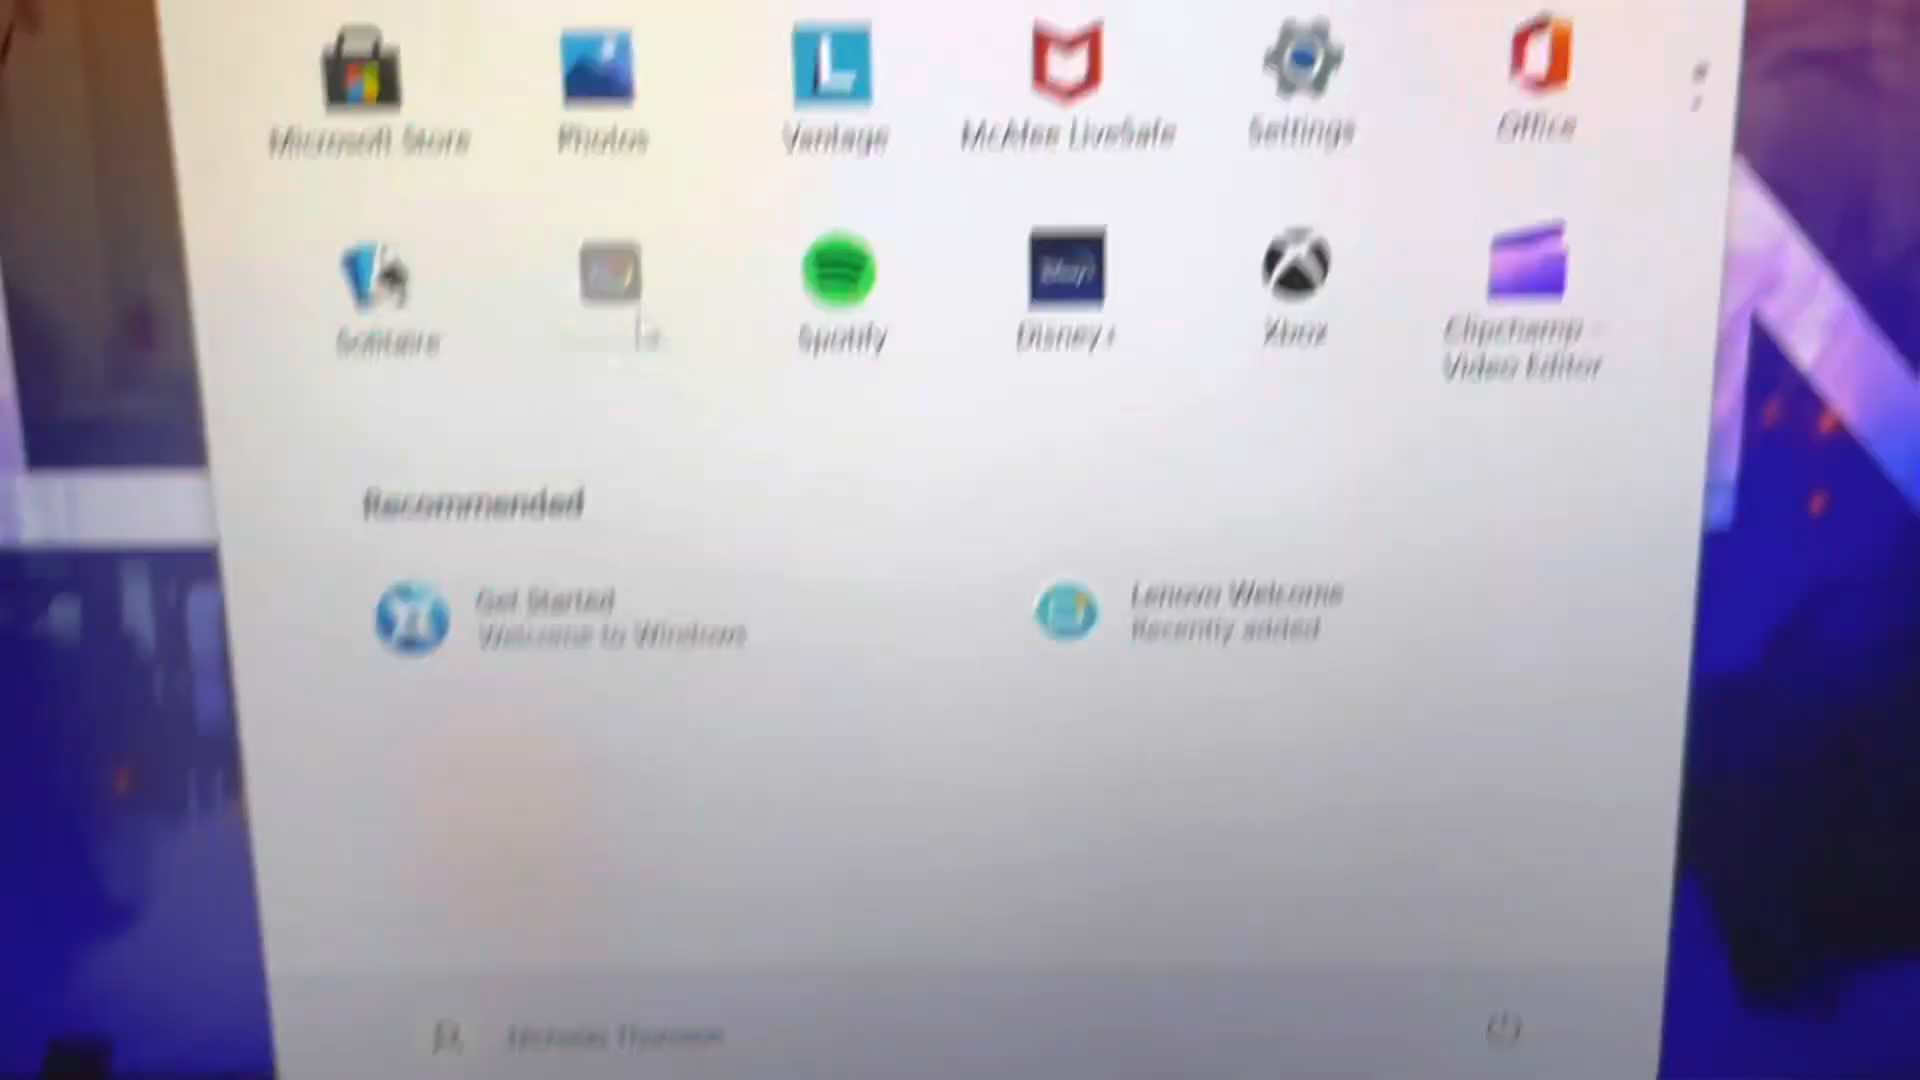 Microsoft Store
Photos
Vantage
McAfee LiveSafe
Settings
Office
Solitaire
Spotify
Disney+
Xbox
Clipchamp -
Video Editor
Recommended
Get Started
Welcome to Windows
Lenovo Welcome
Recently added